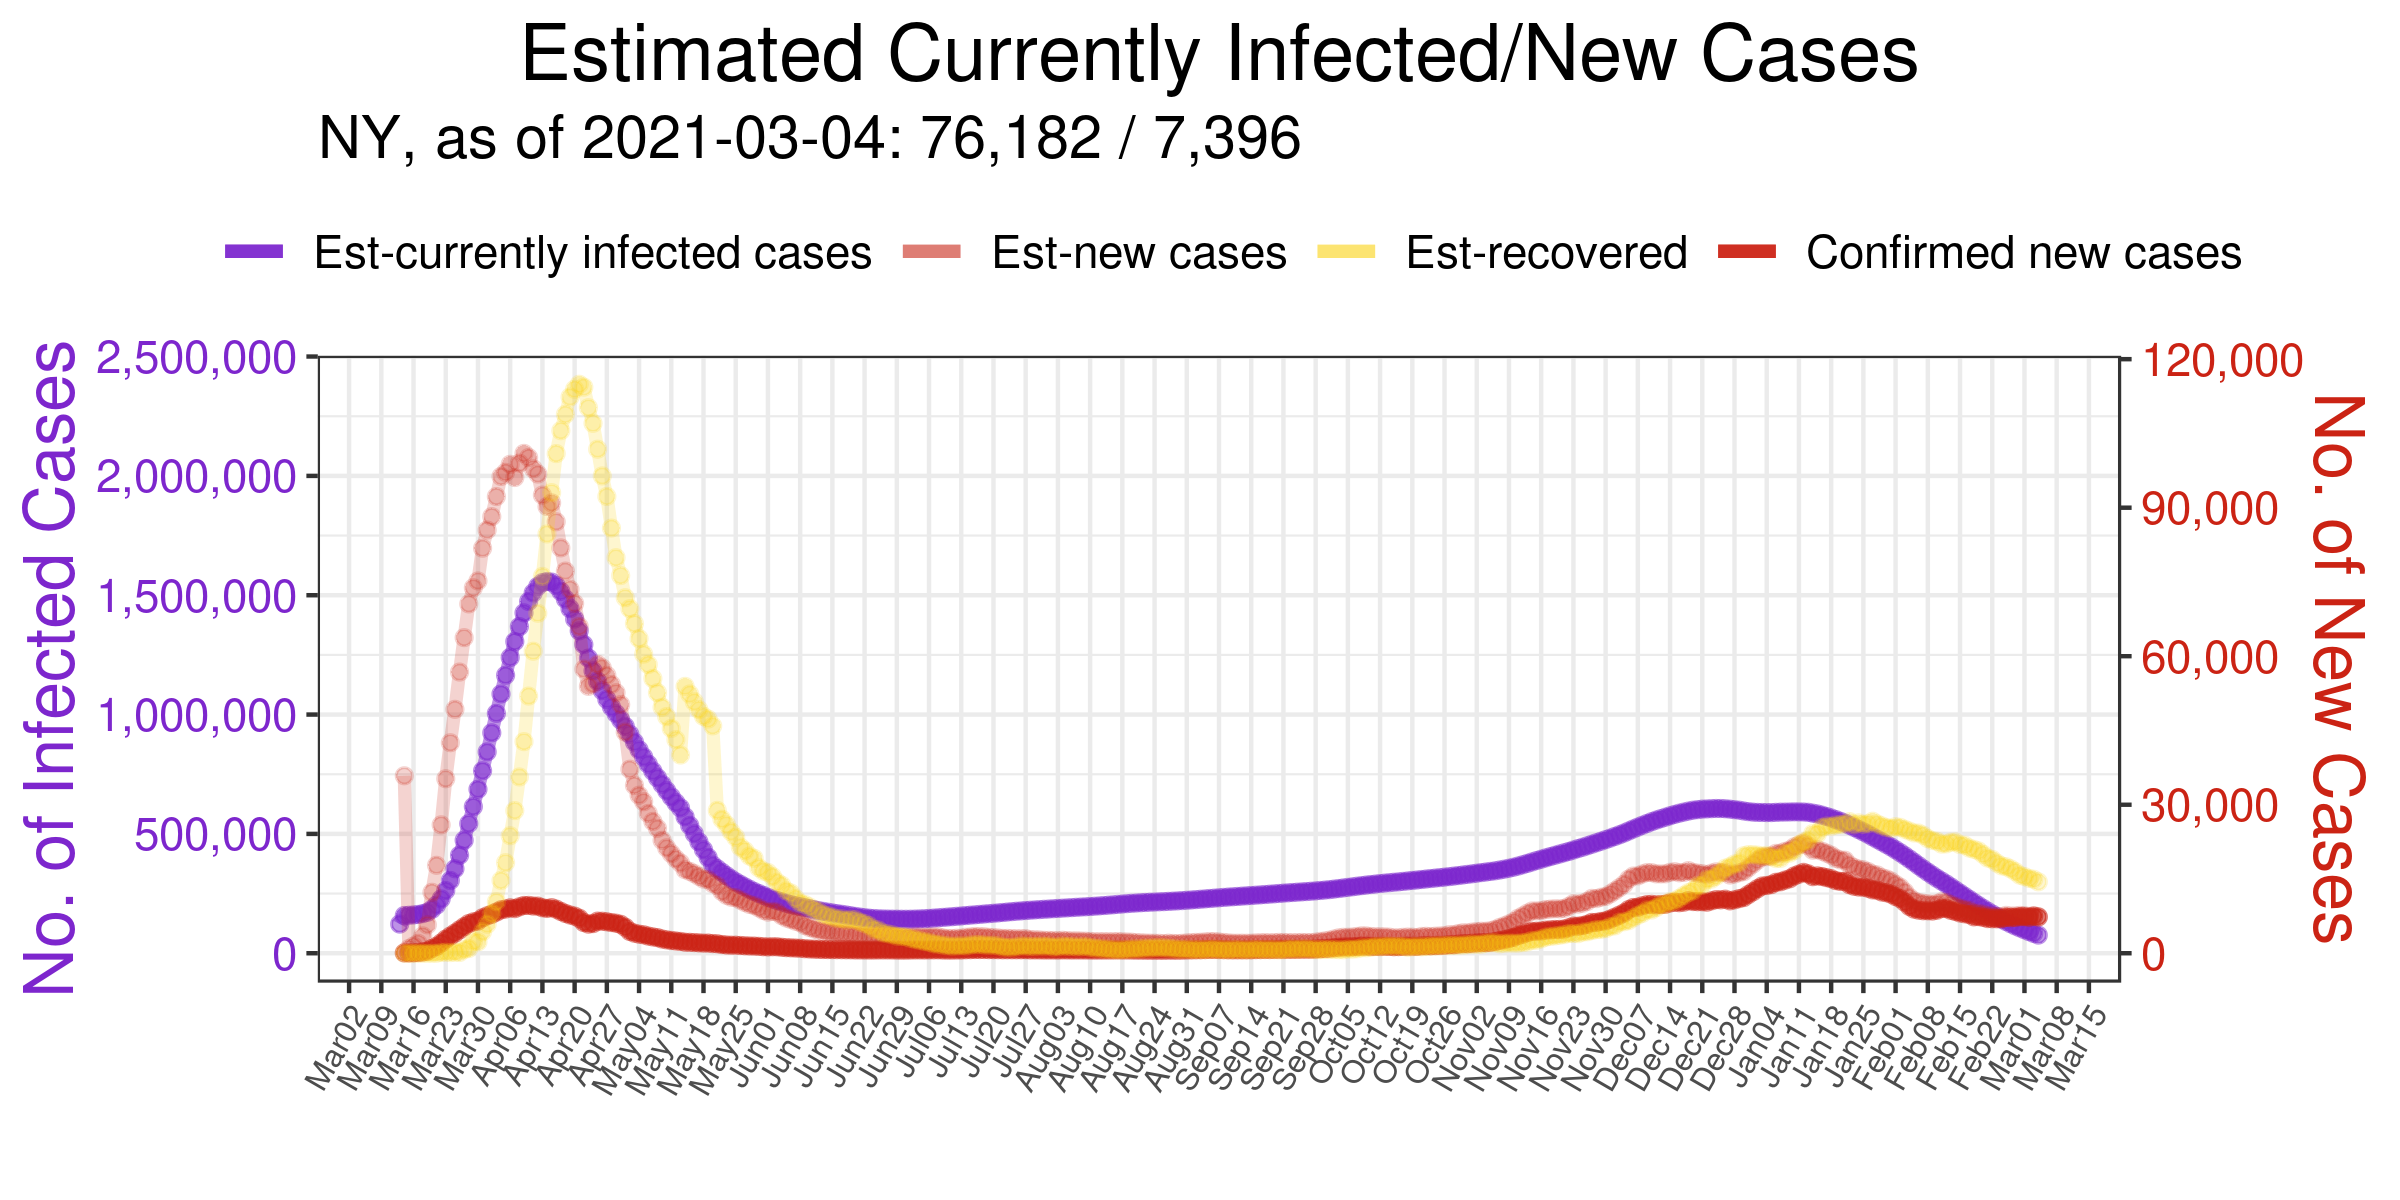 Estimated Currently Infected/New Cases
NY, as of 2021-03-04: 76,182 / 7,396
Est-currently infected cases Est-new cases Est-recovered Confirmed new cases
No. of Infected Cases
2,500,000
2,000,000
1,500,000
1,000,000
500,000
0
120,000
90,000
60,000
30,000
0
No. of New Cases
Mar02 Mar09 Mar16 Mar23 Mar30 Apr06 Apr13 Apr20 Apr27 May04 May11 May18 May25 Jun01 Jun08 Jun15 Jun22 Jun29 Jul06 Jul13 Jul20 Jul27 Aug03 Aug10 Aug17 Aug24 Aug31 Sep07 Sep14 Sep21 Sep28 Oct05 Oct12 Oct19 Oct26 Nov02 Nov09 Nov16 Nov23 Nov30 Dec07 Dec14 Dec21 Dec28 Jan04 Jan11 Jan18 Jan25 Feb01 Feb08 Feb15 Feb22 Mar01 Mar08 Mar15